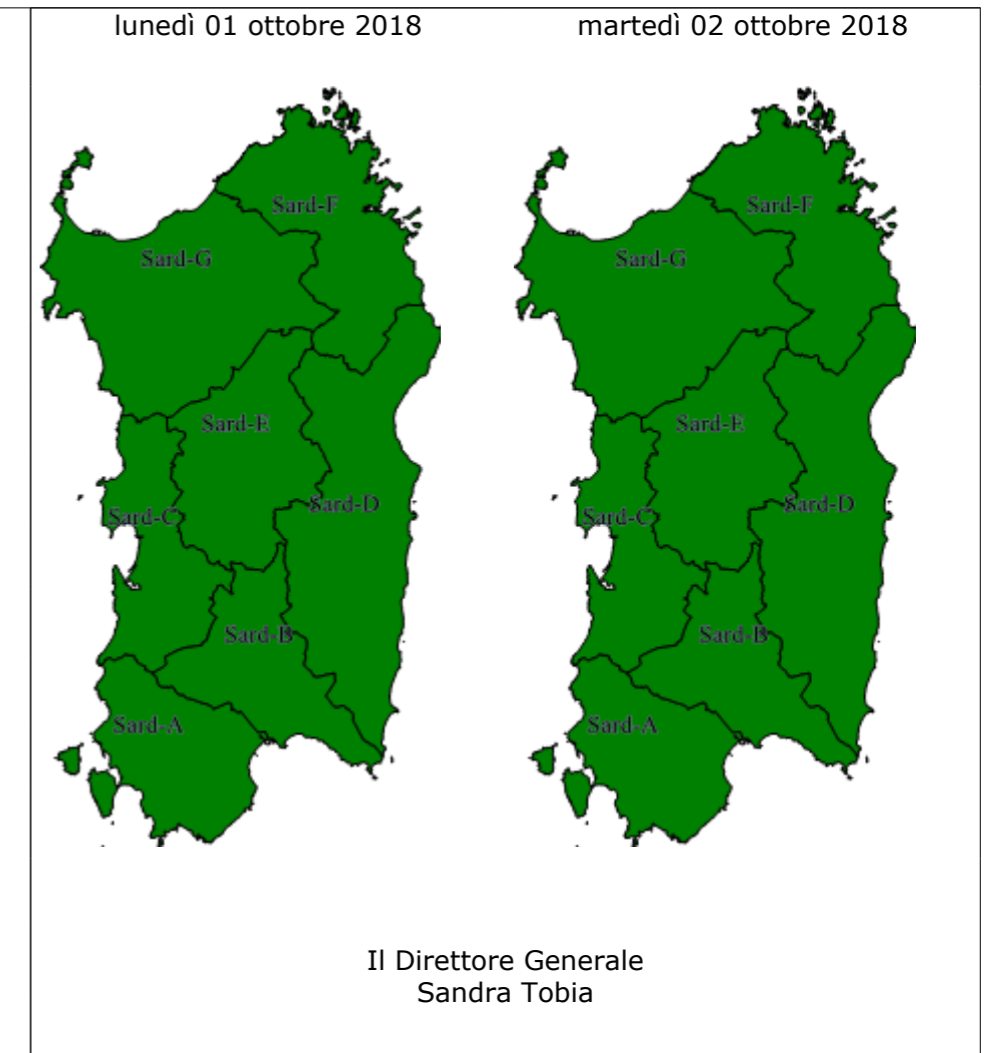 lunedì 01 ottobre 2018
martedì 02 ottobre 2018
Sard-F
Sard-G
Sard-E
Sard-D
Sard-C
Sard-B
Sard-A
Sard-F
Sard-G
Sard-E
Sard-D
Sard-C
Sard-B
Sard-A
Il Direttore Generale
Sandra Tobia